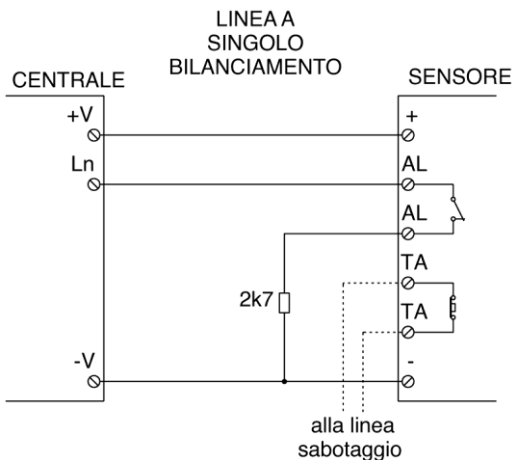 LINEA A
SINGOLO
BILANCIAMENTO
CENTRALE
SENSORE
+V
+
Ln
AL
AL
TA
2k7
TA
-V
-
alla linea
sabotaggio